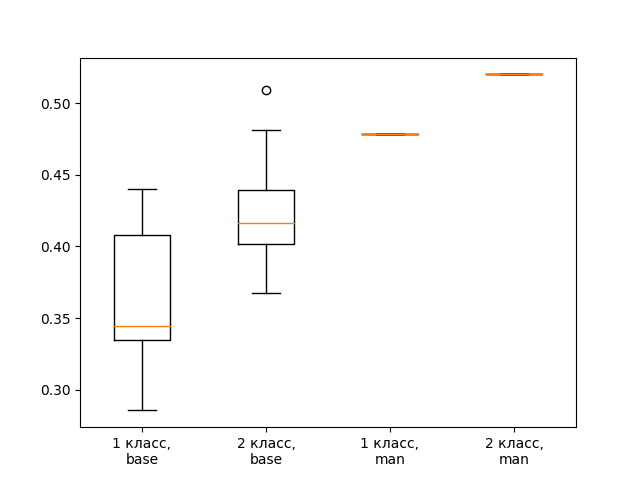 0.50
0.45
0.40
0.35
0.30
1 класс,
base
2 класс,
base
1 класс,
man
2 класс,
man